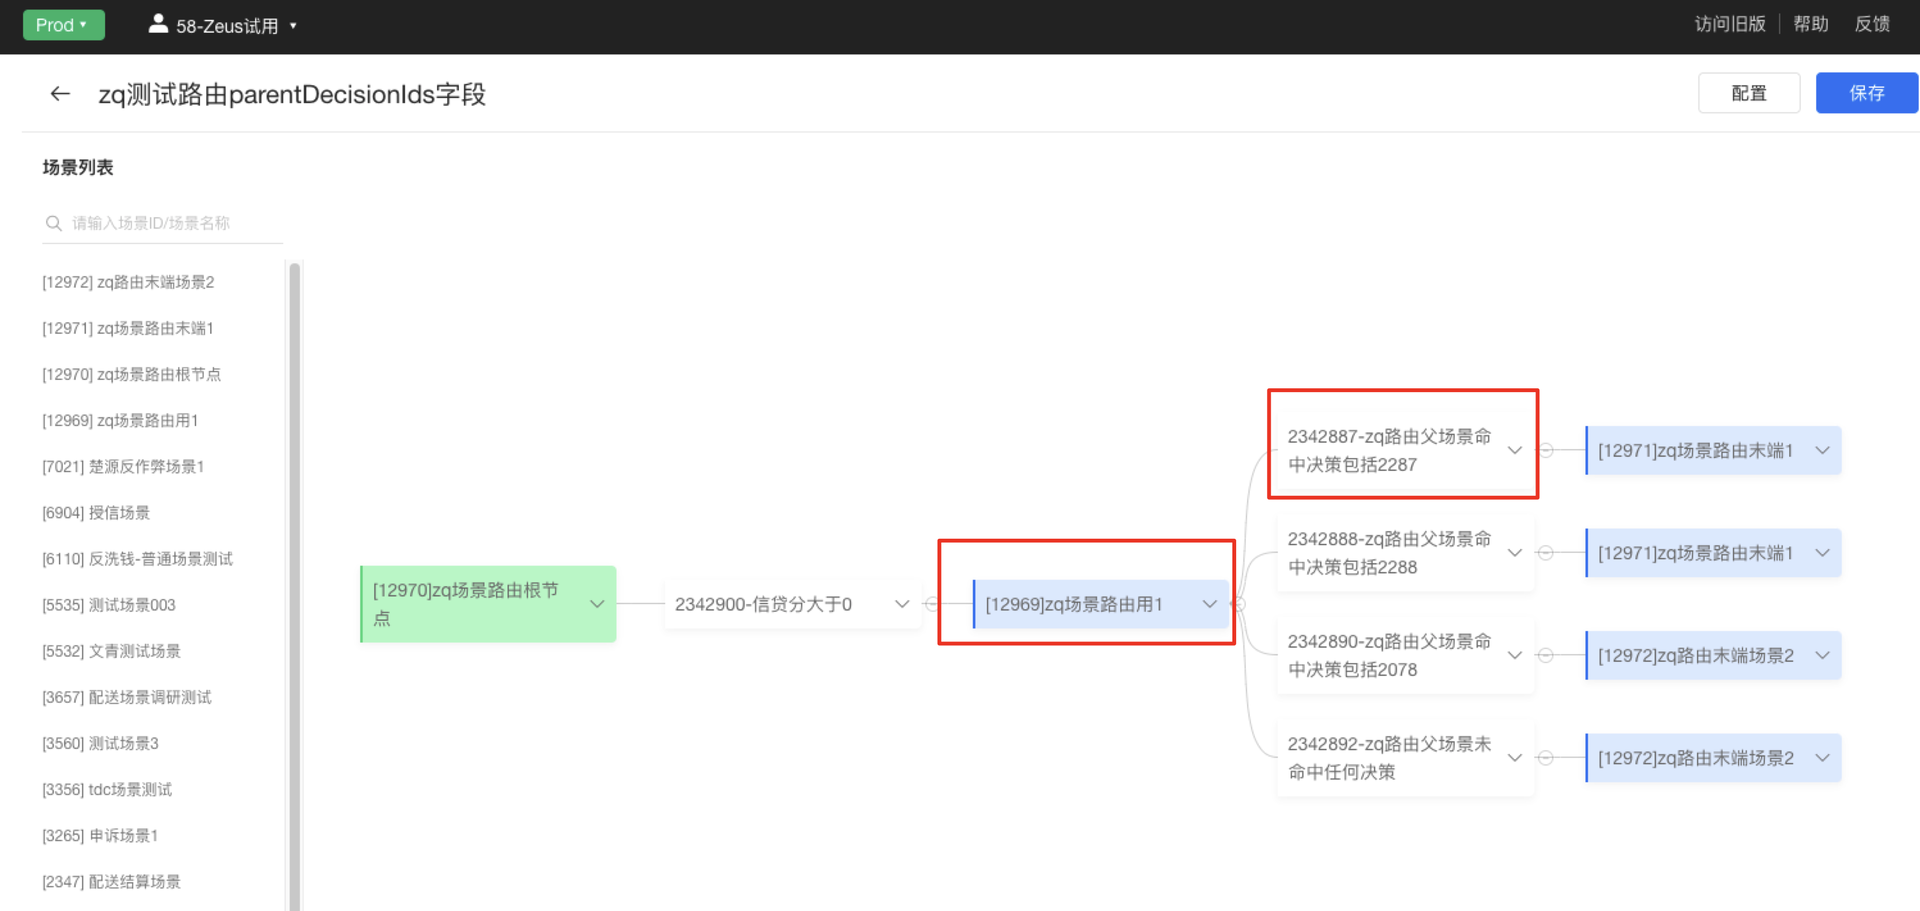 Prod
58-Zeus试用
访问旧版
帮助
反馈
zq测试路由parentDecisionIds字段
配置
保存
场景列表
请输入场景ID/场景名称
[12972] zq路由末端场景2
[12971] zq场景路由末端1
[12970] zq场景路由根节点
[12969] zq场景路由用1
[7021] 楚源反作弊场景1
[6904] 授信场景
[6110] 反洗钱-普通场景测试
[5535] 测试场景003
[5532] 文青测试场景
[3657] 配送场景调研测试
[3560] 测试场景3
[3356] tdc场景测试
[3265] 申诉场景1
[2347] 配送结算场景
[12970]zq场景路由根节
点
2342900-信贷分大于0
[12969]zq场景路由用1
2342887-zq路由父场景命
中决策包括2287
[12971]zq场景路由末端1
2342888-zq路由父场景命
中决策包括2288
[12971]zq场景路由末端1
2342890-zq路由父场景命
中决策包括2078
[12972]zq路由末端场景2
2342892-zq路由父场景未
命中任何决策
[12972]zq路由末端场景2